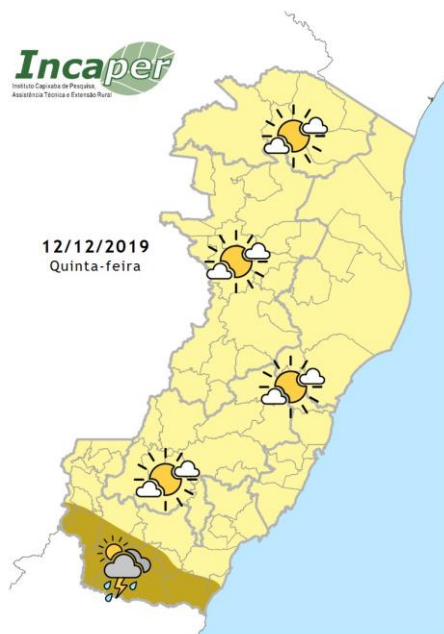 Incaper
Instituto Capixaba de Pesquisa,
Assistência Técnica e Extensão Rural
12/12/2019
Quinta-feira